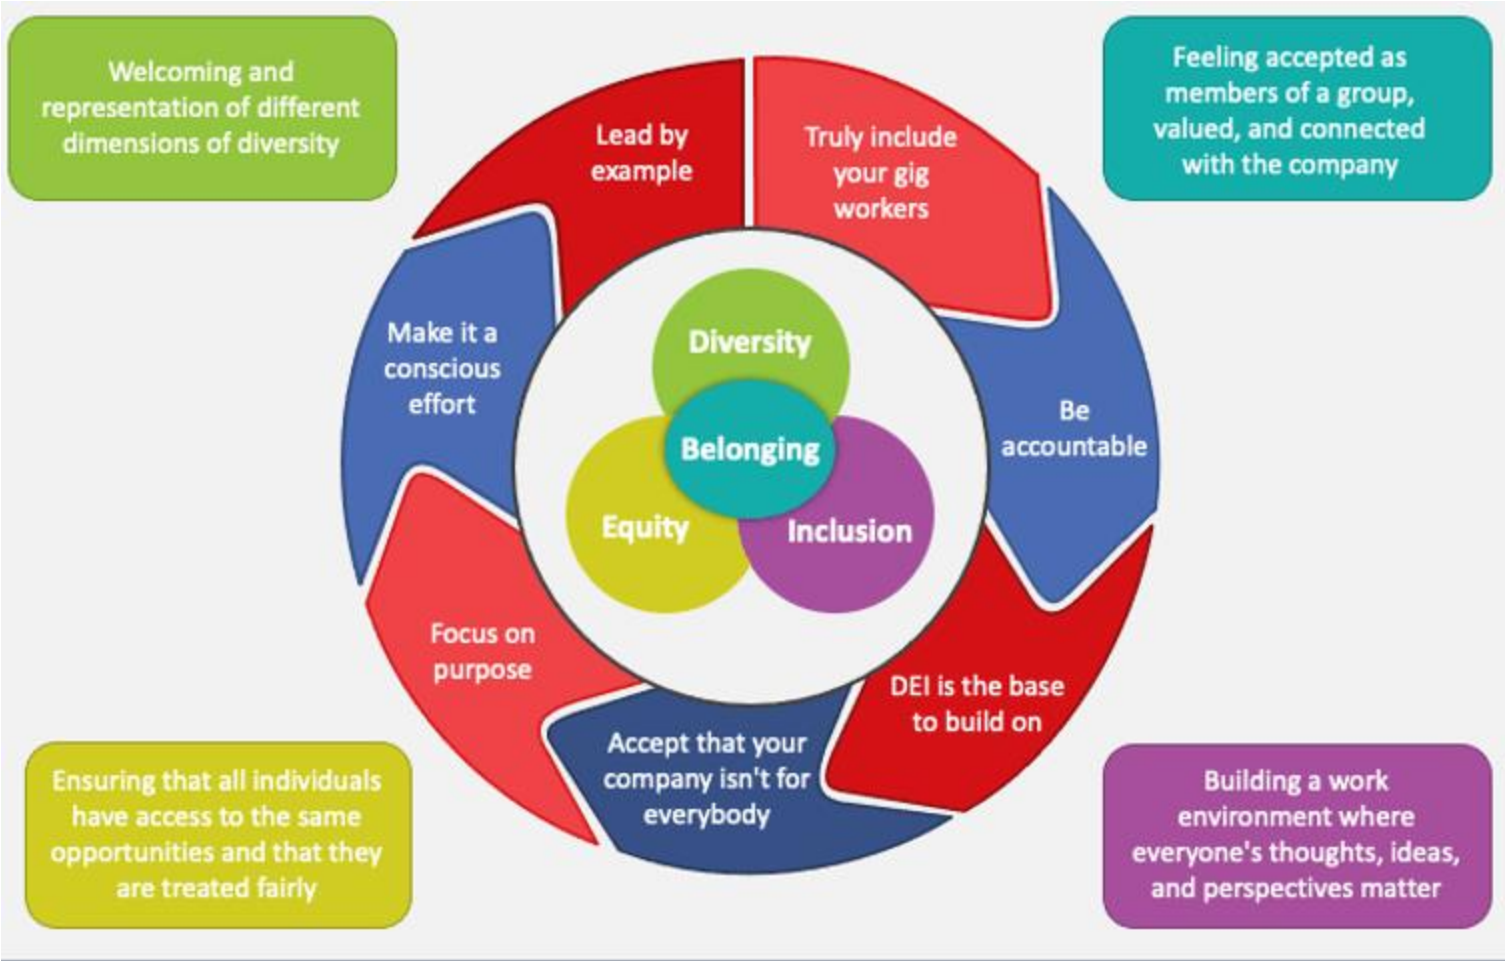 Welcoming and
representation of different
dimensions of diversity
Feeling accepted as
members of a group,
valued, and connected
with the company
Lead by
example
Truly include
your gig
workers
Make it a
conscious
effort
Be
accountable
Diversity
Belonging
Equity
Inclusion
Focus on
purpose
DEI is the base
to build on
Accept that your
company isn't for
everybody
Ensuring that all individuals
have access to the same
opportunities and that they
are treated fairly
Building a work
environment where
everyone's thoughts, ideas,
and perspectives matter